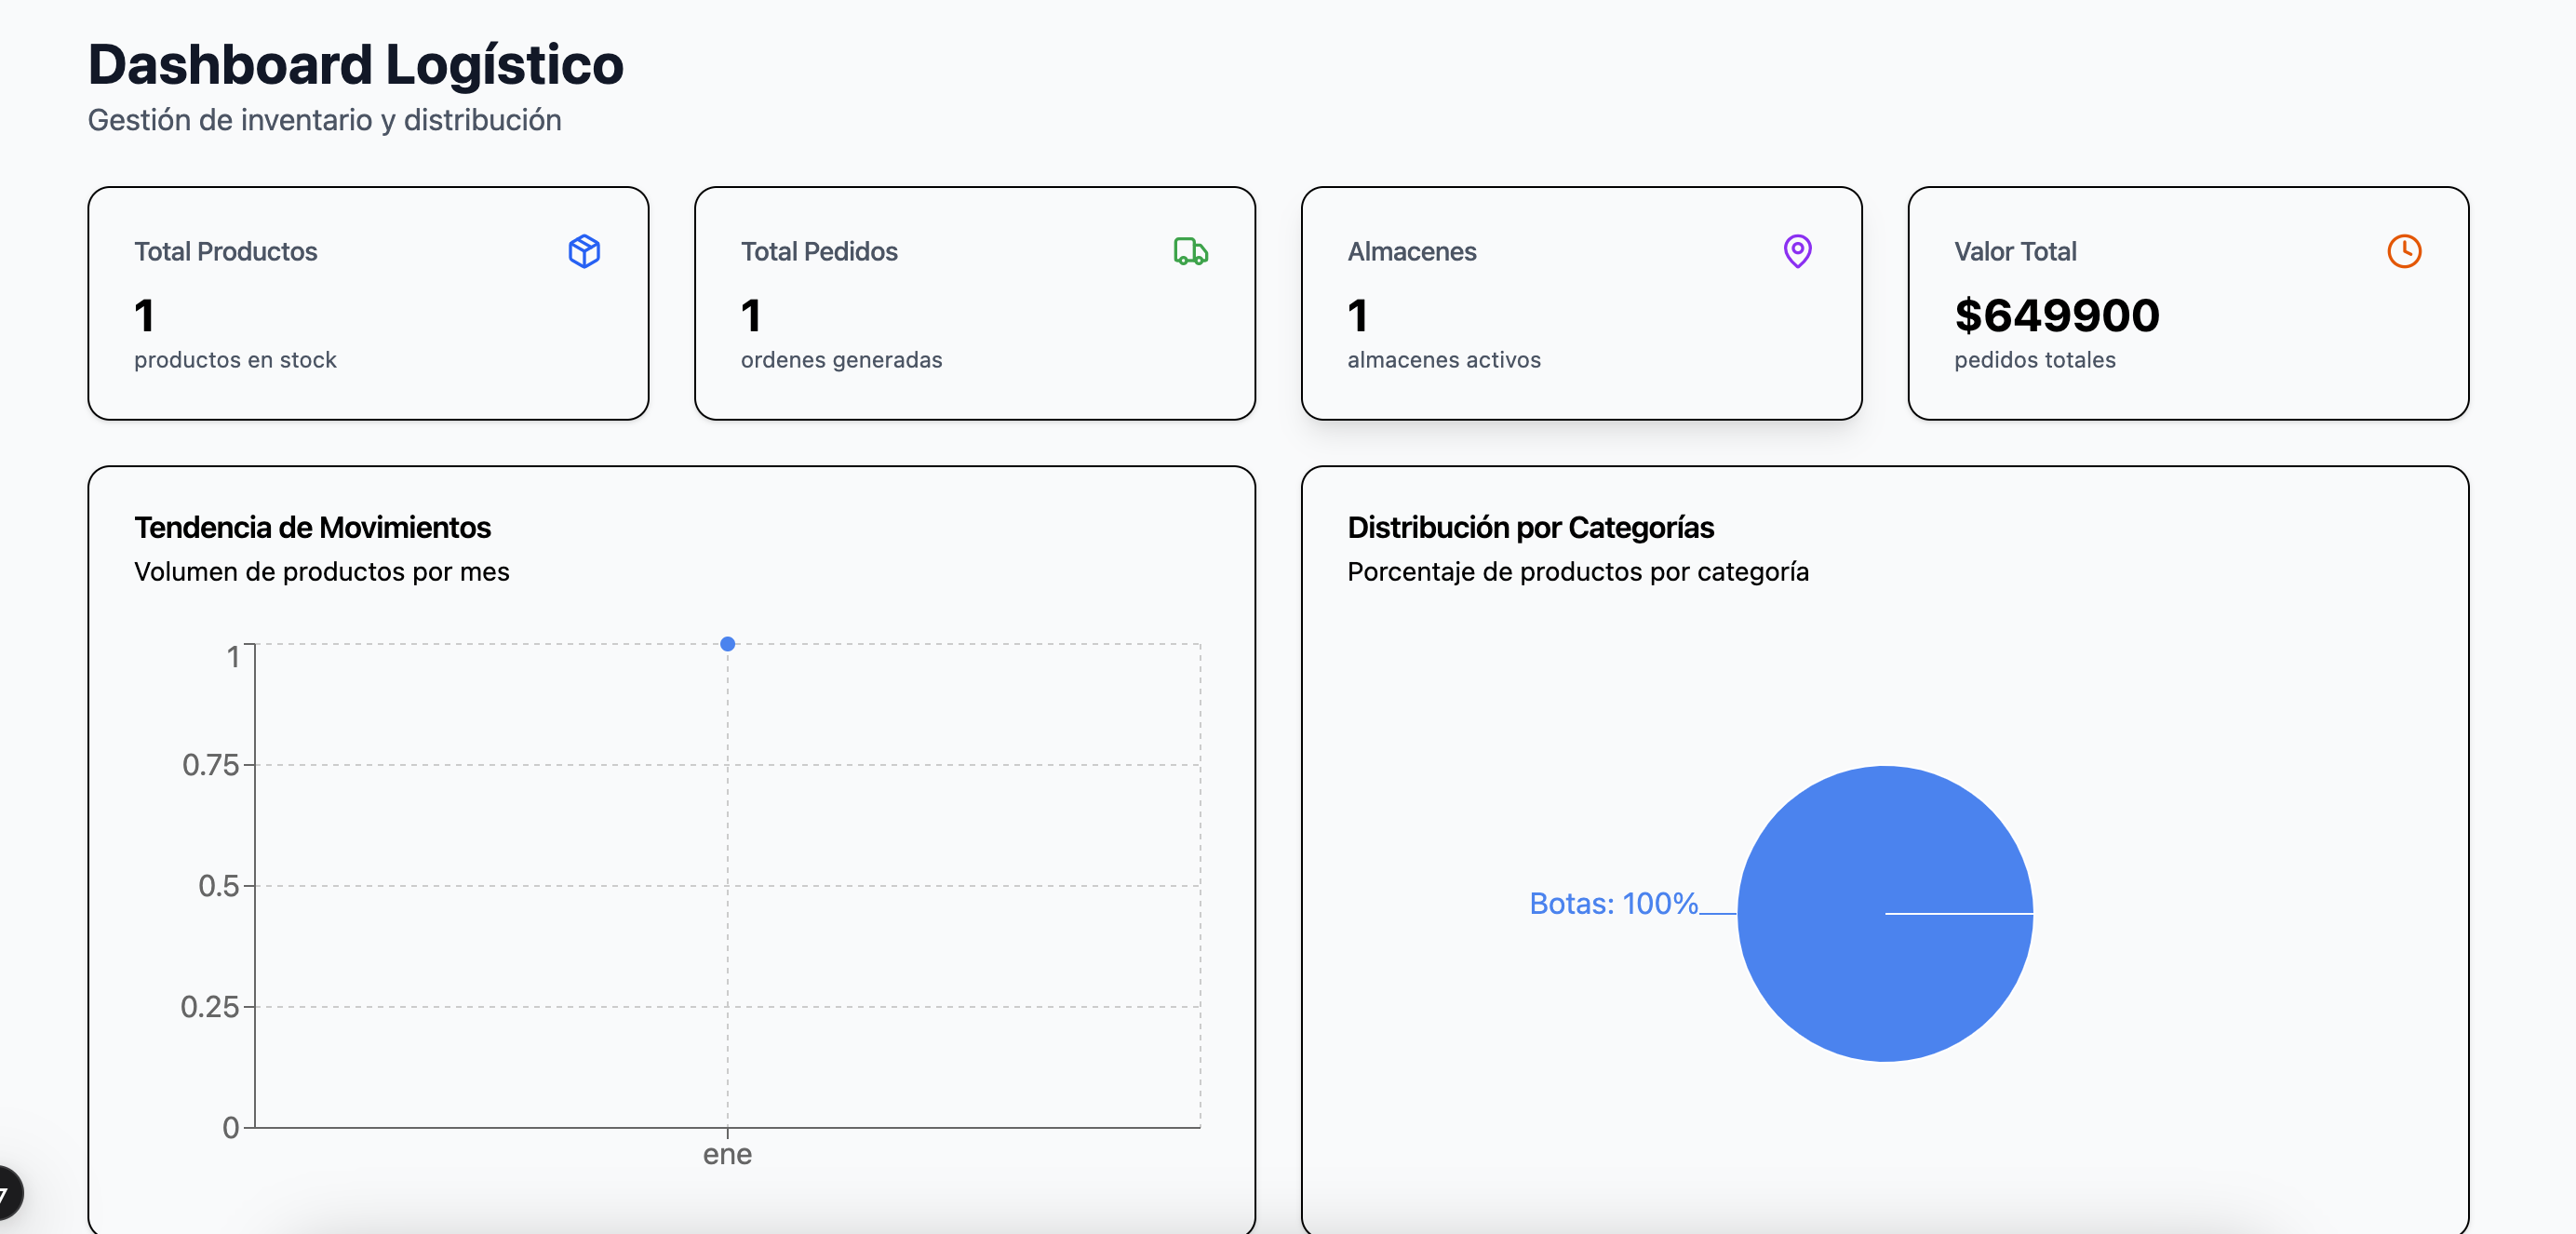 Dashboard Logístico
Gestión de inventario y distribución
Total Productos
1
productos en stock
Total Pedidos
1
ordenes generadas
Almacenes
1
almacenes activos
Valor Total
$649900
pedidos totales
Tendencia de Movimientos
Volumen de productos por mes
1
0.75
0.5
0.25
0
ene
Distribución por Categorías
Porcentaje de productos por categoría
Botas: 100%